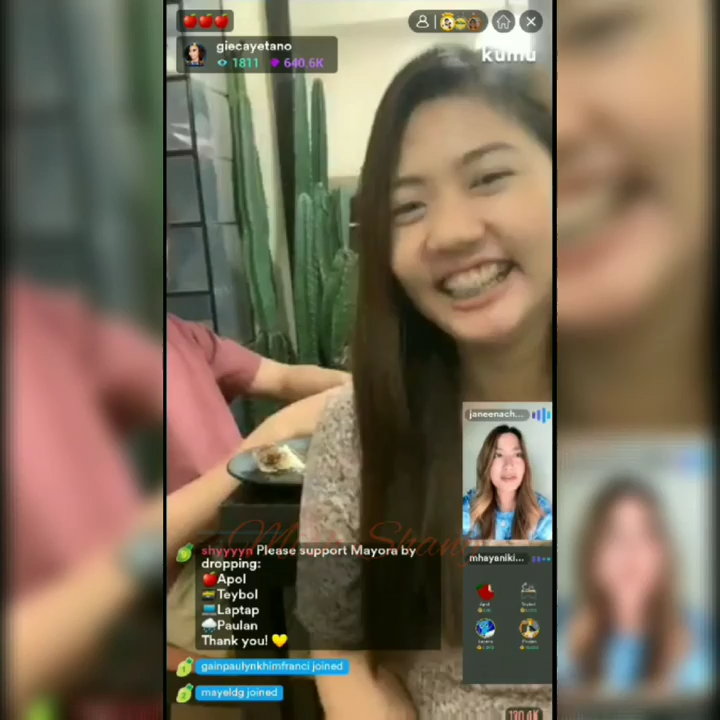 giecayetano
1811 640.6K
kumu
janeenach...
shyyyyn Please support Mayora by
dropping:
Apol
Teybol
Laptap
Paulan
Thank you!
mhayaniki...
Apol
gainpaulynkhimfranci joined
mayeldg joined